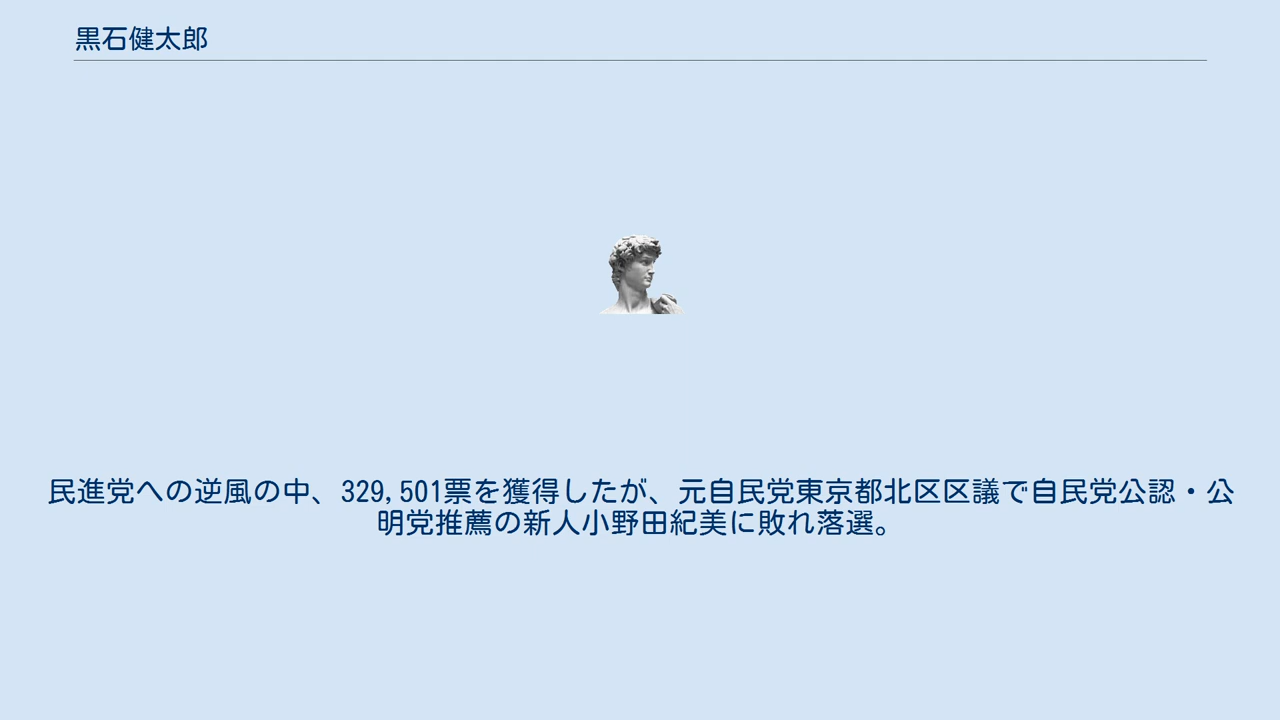 黒石健太郎
民進党への逆風の中、329,501票を獲得したが、元自民党東京都北区区議で自民党公認・公
明党推薦の新人小野田紀美に敗れ落選。